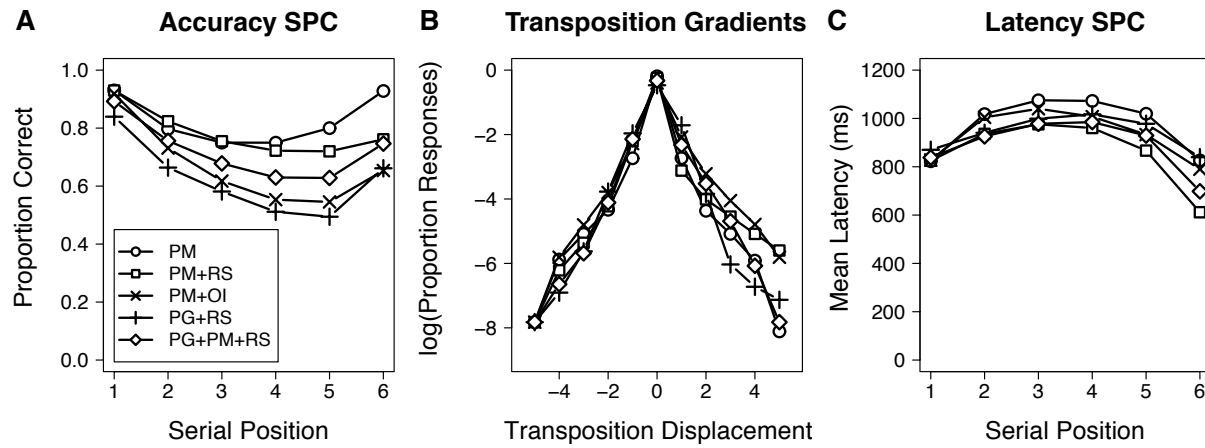 A Accuracy SPC
Proportion Correct
1.0
0.8
0.6
0.4
0.2
0.0
PM
PM+RS
PM+OI
PG+RS
PG+PM+RS
1 2 3 4 5 6
Serial Position
B Transposition Gradients
log(Proportion Responses)
0
−2
−4
−6
−8
−4 −2 0 2 4
Transposition Displacement
C Latency SPC
Mean Latency (ms)
1200
1000
800
600
400
200
0
1 2 3 4 5 6
Serial Position